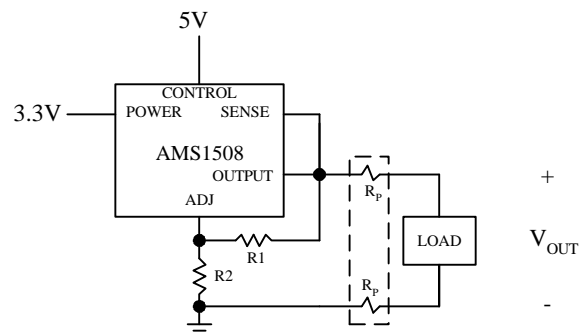 5V
CONTROL
3.3V
POWER SENSE
AMS1508
OUTPUT
ADJ
R1
R2
RP
RP
LOAD
+
VOUT
-